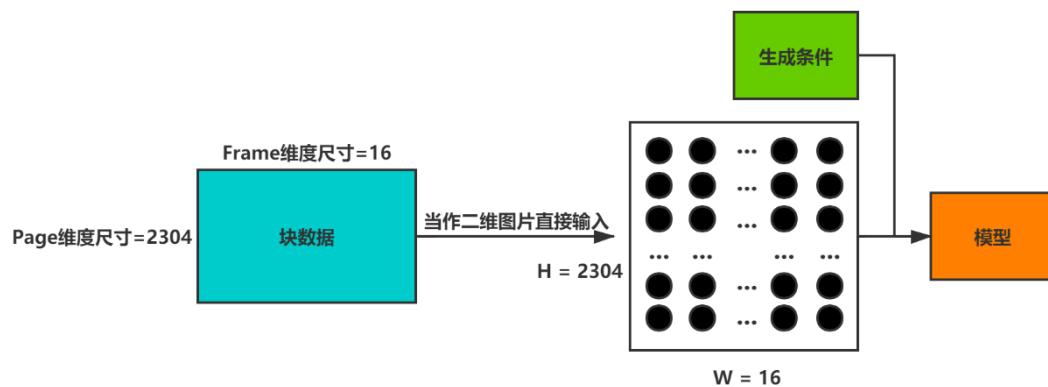 生成条件
Frame维度尺寸=16
Page维度尺寸=2304
块数据
当作二维图片直接输入
H = 2304
... 
...
...
... ... ... ... ...
...
...
模型
W = 16